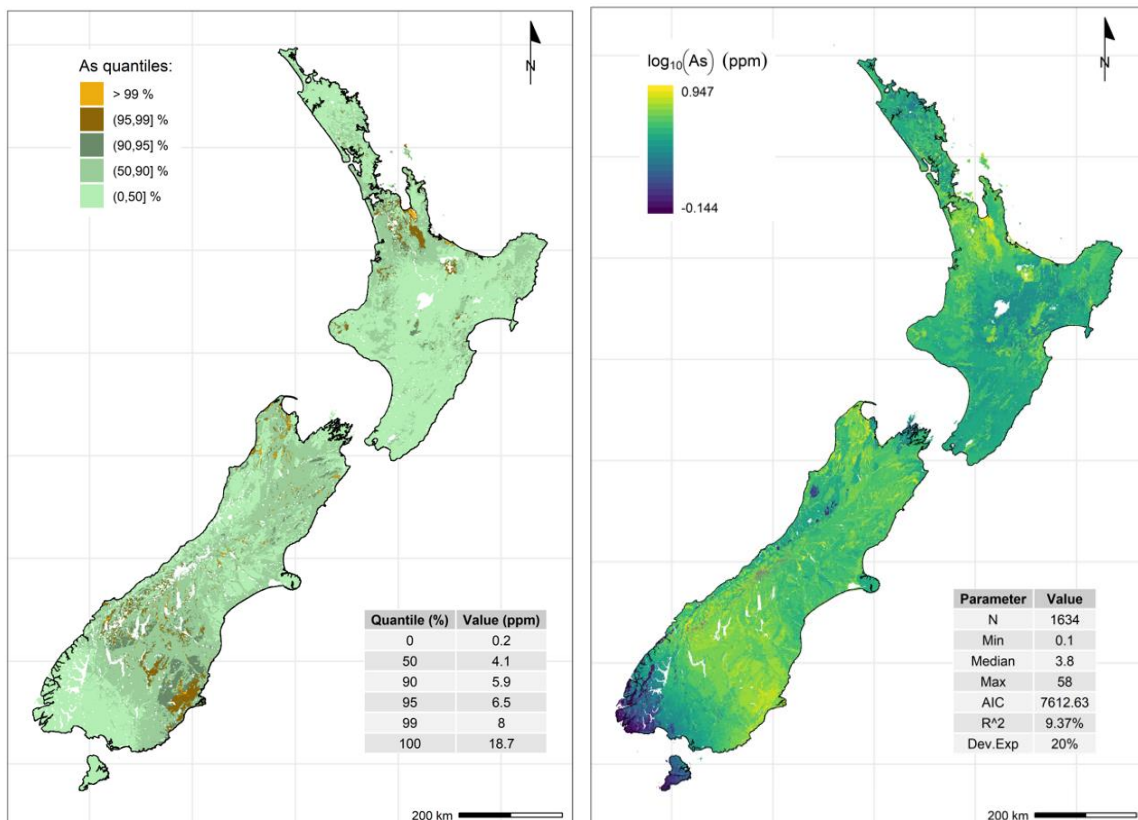 As quantiles:
> 99 %
(95,99] %
(90,95] %
(50,90] %
(0,50] %
N
Quantile (%) Value (ppm)
0 0.2
50 4.1
90 5.9
95 6.5
99 8
100 18.7
200 km
log₁₀(As) (ppm)
0.947
-0.144
N
Parameter Value
N 1634
Min 0.1
Median 3.8
Max 58
AIC 7612.63
R^2 9.37%
Dev.Exp 20%
200 km